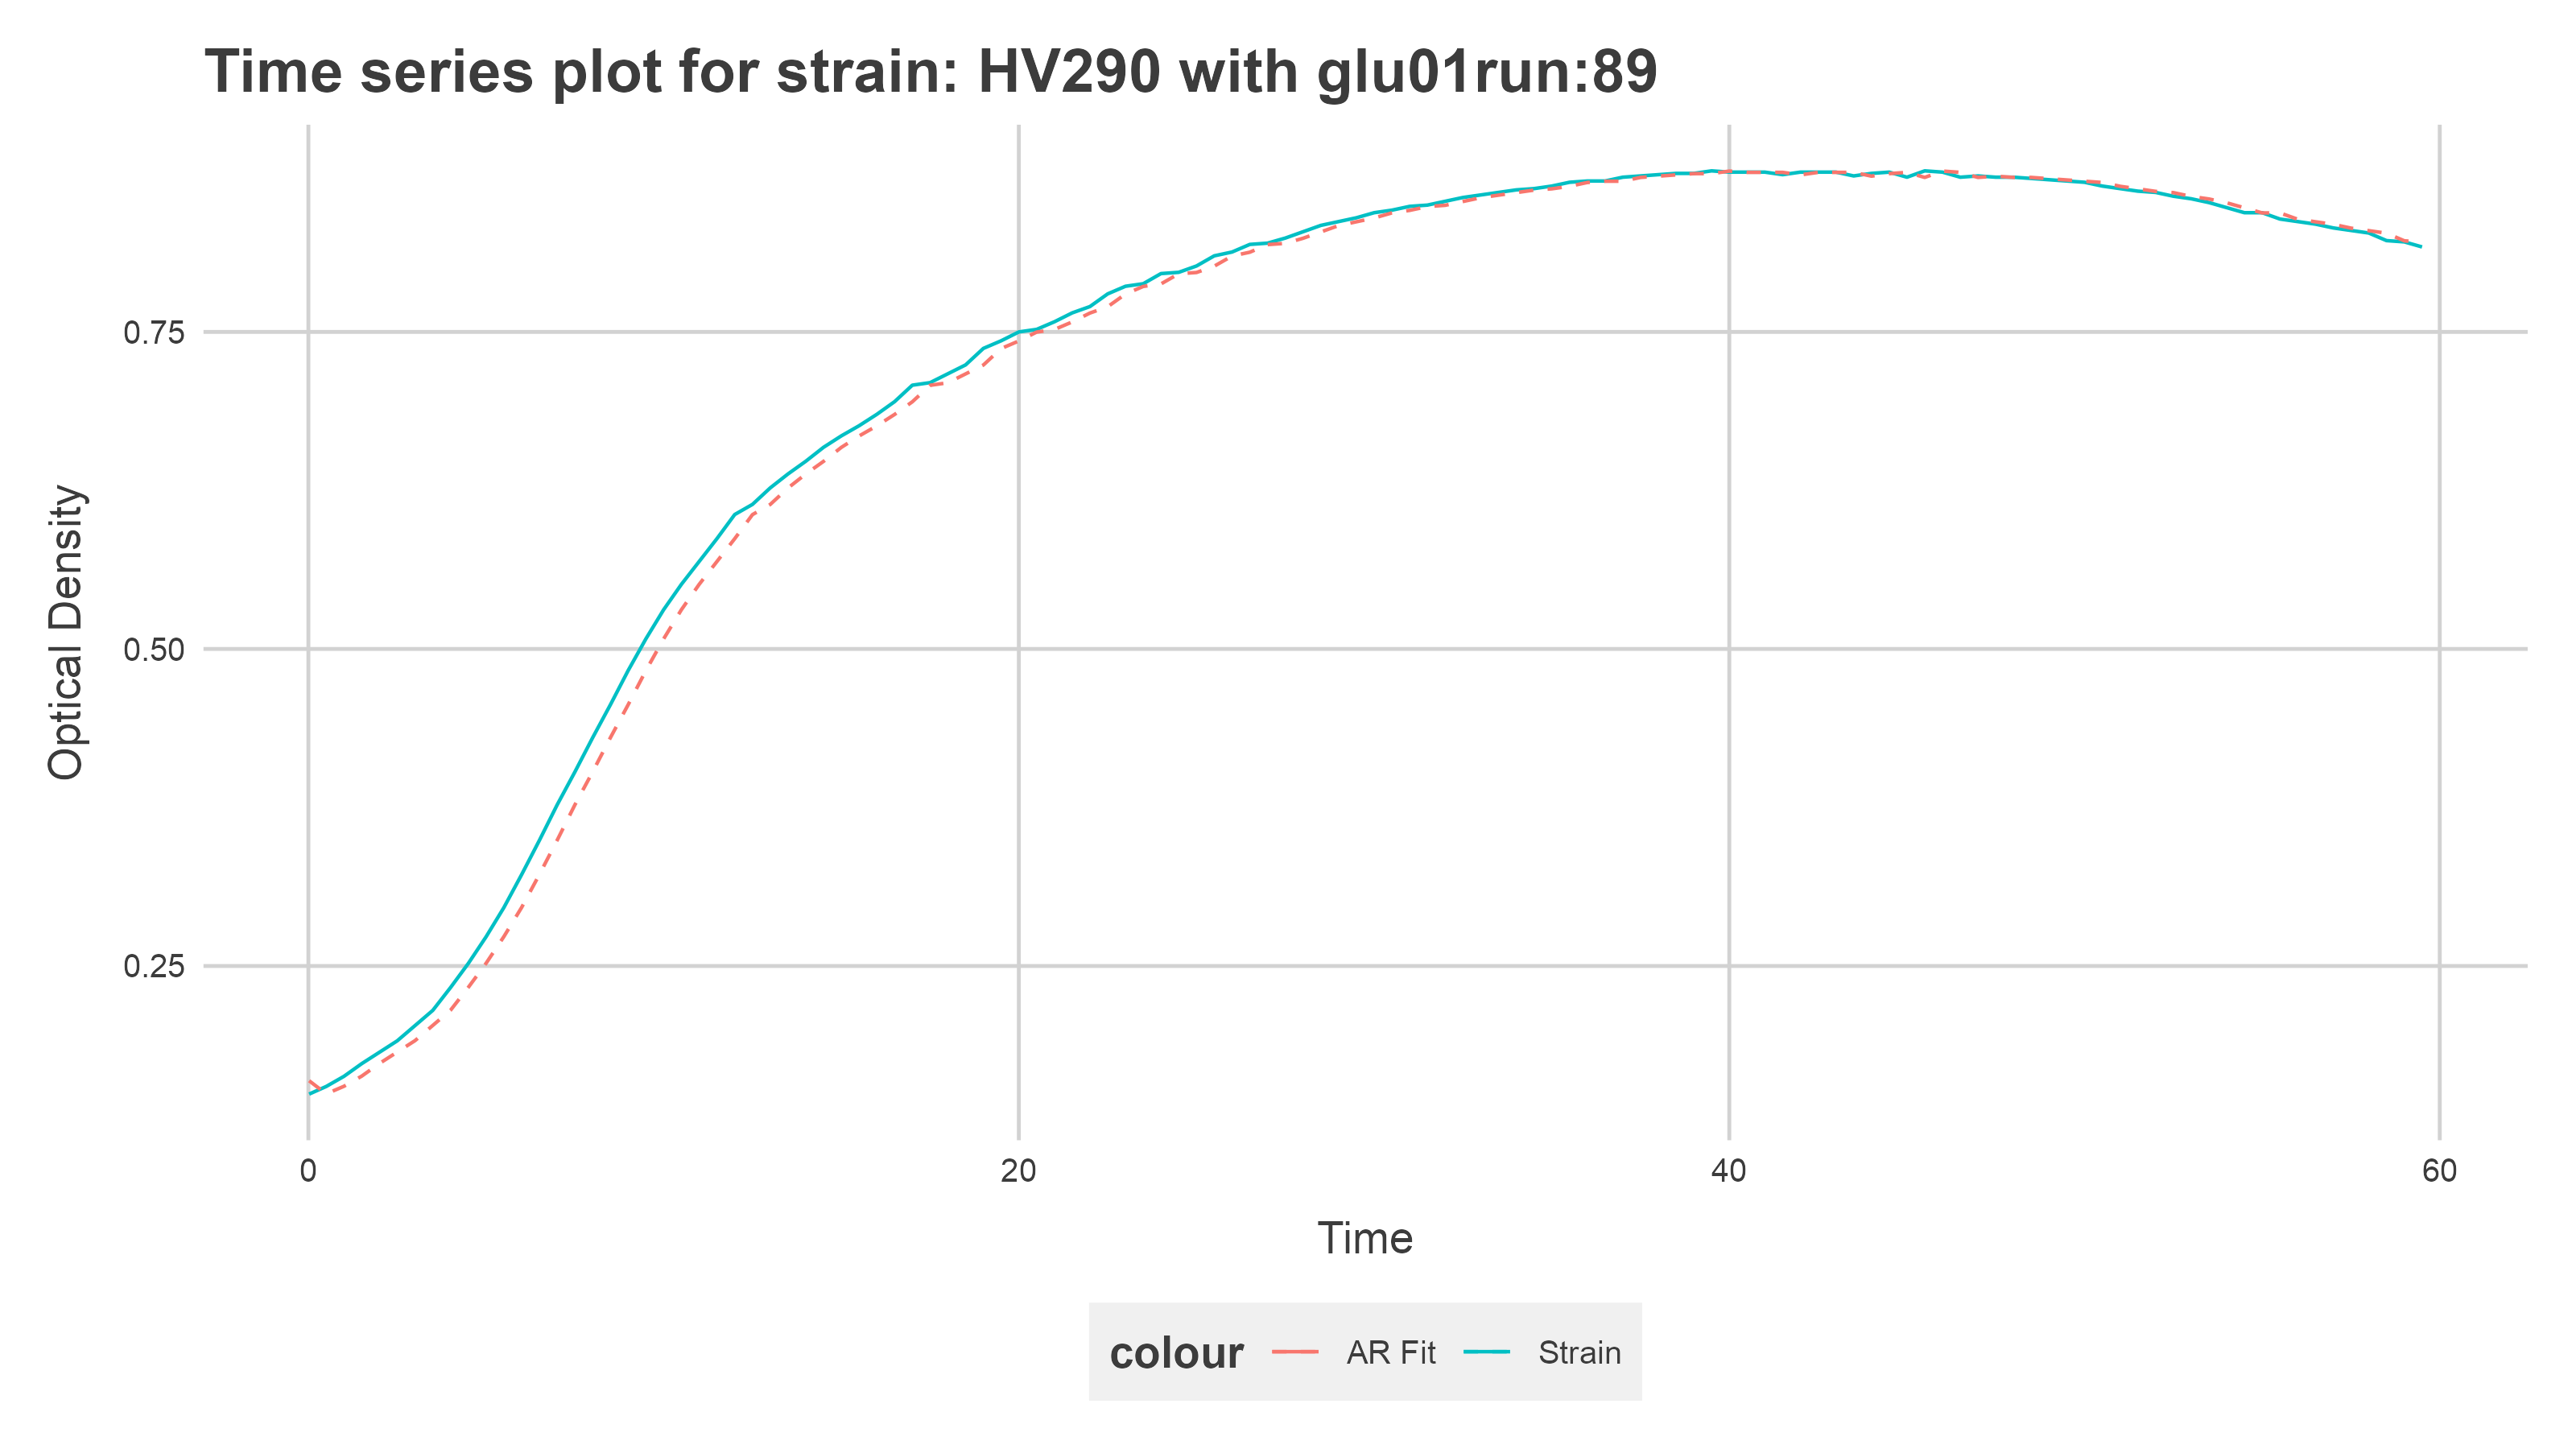 Time series plot for strain: HV290 with glu01run:89
Optical Density
0.75
0.50
0.25
0 20 40 60
Time
colour AR Fit Strain